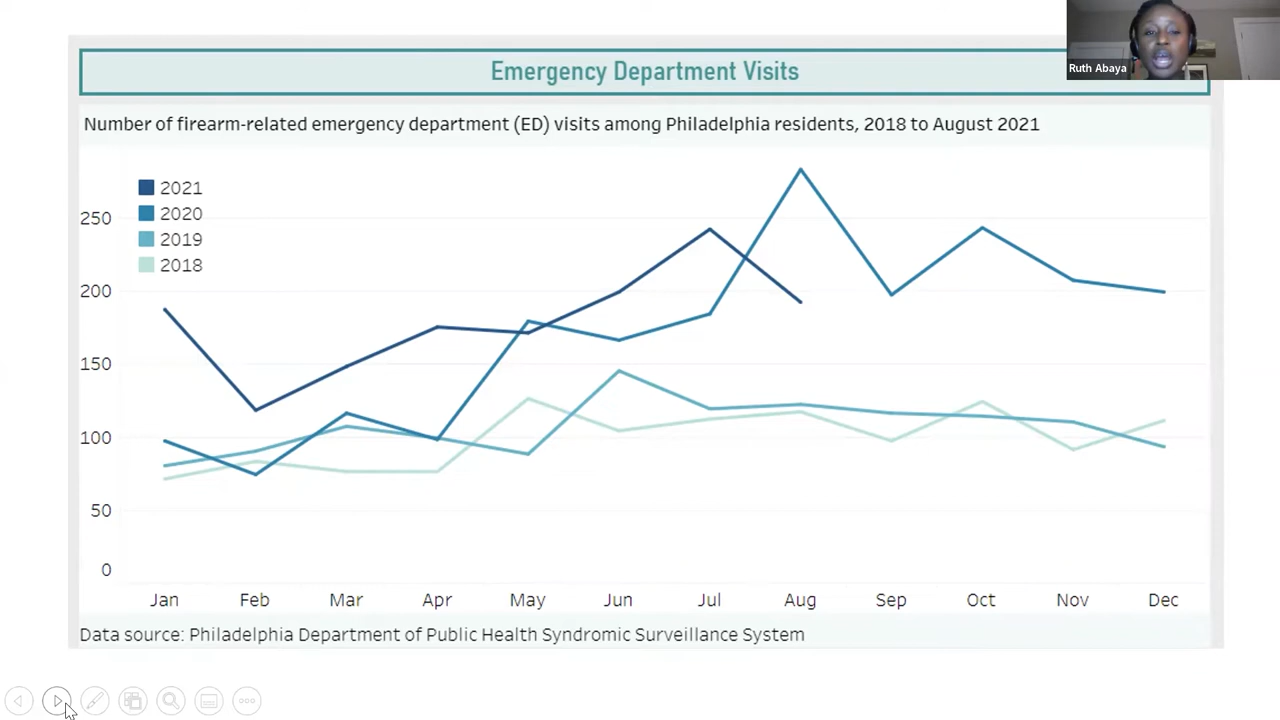 Emergency Department Visits
Ruth Abaya
Number of firearm-related emergency department (ED) visits among Philadelphia residents, 2018 to August 2021
2021
2020
2019
2018
250
200
150
100
50
0
Jan Feb Mar Apr May Jun Jul Aug Sep Oct Nov Dec
Data source: Philadelphia Department of Public Health Syndromic Surveillance System